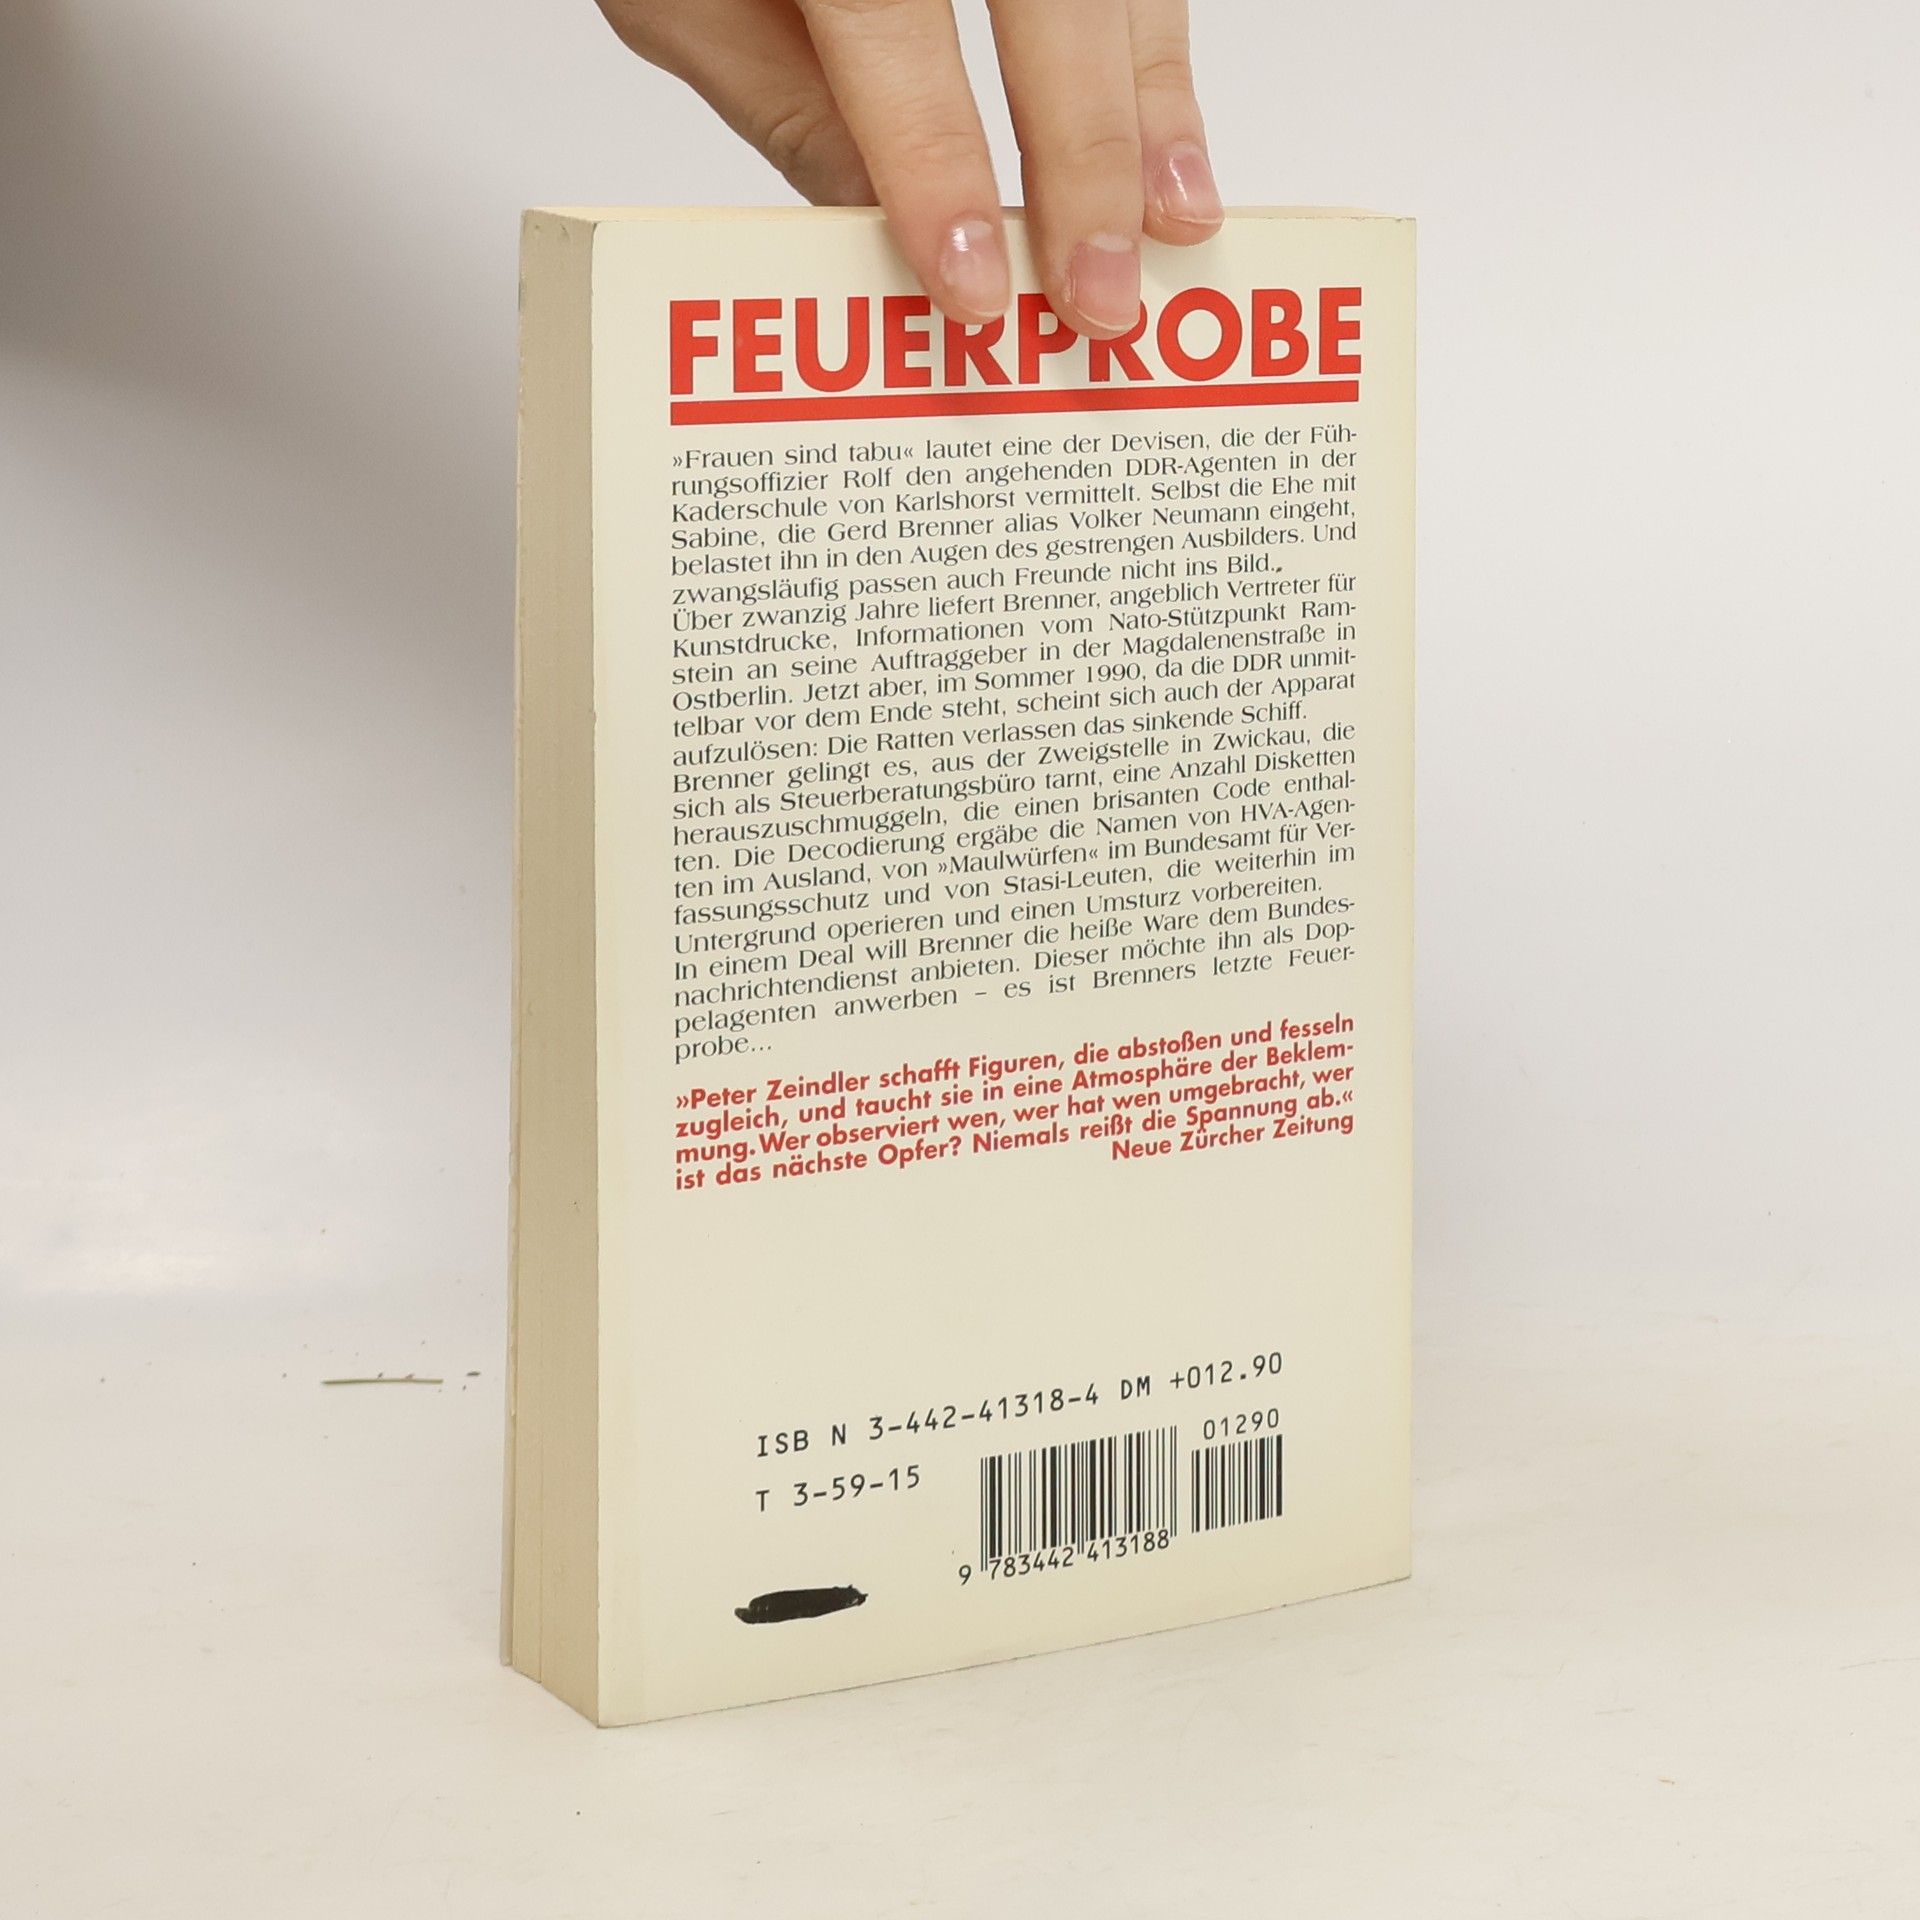 FEUERPROBE
»Frauen sind tabu« lautet eine der Devisen, die der Füh-
rungsoffizier Rolf den angehenden DDR-Agenten in der
Kaderschule von Karlshorst vermittelt. Selbst die Ehe mit
Sabine, die Gerd Brenner alias Volker Neumann eingeht,
belastet ihn in den Augen des gestrengen Ausbilders. Und
zwangsläufig passen auch Freunde nicht ins Bild..
Über zwanzig Jahre liefert Brenner, angeblich Vertreter für
Kunstdrucke, Informationen vom Nato-Stützpunkt Ram-
stein an seine Auftraggeber in der Magdalenenstraße in
Ostberlin. Jetzt aber, im Sommer 1990, da die DDR unmit-
telbar vor dem Ende steht, scheint sich auch der Apparat
aufzulösen: Die Ratten verlassen das sinkende Schiff.
Brenner gelingt es, aus der Zweigstelle in Zwickau, die
sich als Steuerberatungsbüro tarnt, eine Anzahl Disketten
herauszuschmuggeln, die einen brisanten Code enthal-
ten. Die Decodierung ergäbe die Namen von HVA-Agen-
ten im Ausland, von »Maulwürfen« im Bundesamt für Ver-
fassungsschutz und von Stasi-Leuten, die weiterhin im
Untergrund operieren und einen Umsturz vorbereiten.
In einem Deal will Brenner die heiße Ware dem Bundes-
nachrichtendienst anbieten. Dieser möchte ihn als Dop-
pelagenten anwerben – es ist Brenners letzte Feuer-
probe...
»Peter Zeindler schafft Figuren, die abstoßen und fesseln
zugleich, und taucht sie in eine Atmosphäre der Beklem-
mung. Wer observiert wen, wer hat wen umgebracht, wer
ist das nächste Opfer? Niemals reißt die Spannung ab.«
Neue Zürcher Zeitung
ISB N 3-442-41318-4 DM +012.90
T 3-59-15
01290
9 783442 413188